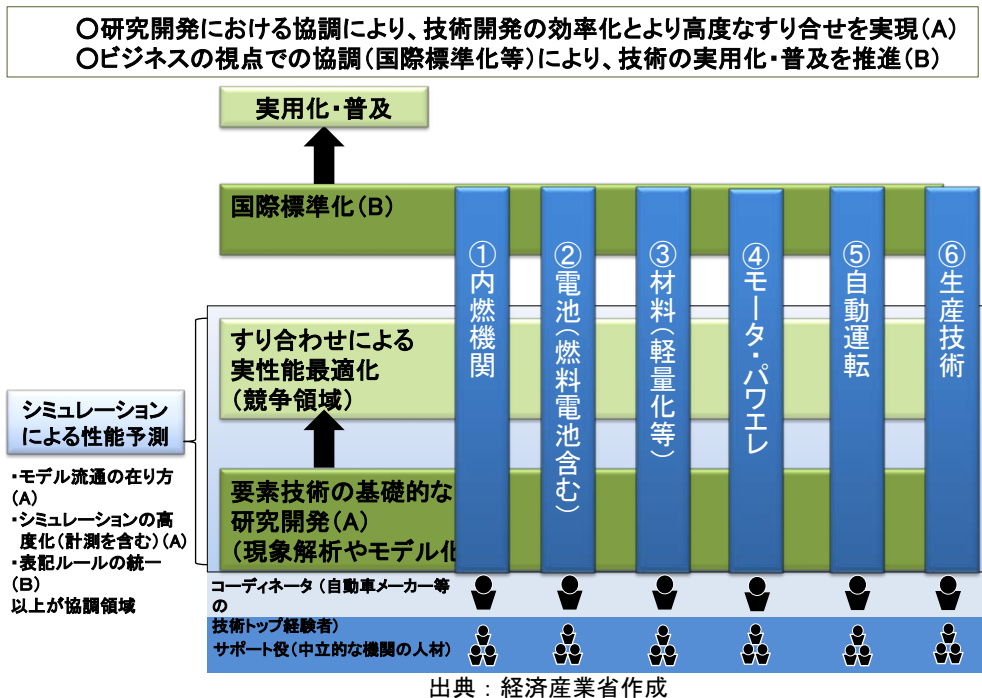 〇研究開発における協調により、技術開発の効率化とより高度なすり合せを実現(A)
〇ビジネスの視点での協調(国際標準化等)により、技術の実用化・普及を推進(B)
実用化・普及
国際標準化(B)
①内燃機関
②電池(燃料電池含む)
③材料(軽量化等)
④モータ・パワエレ
⑤自動運転
⑥生産技術
すり合わせによる
実性能最適化
(競争領域)
シミュレーション
による性能予測
・モデル流通の在り方
(A)
・シミュレーションの高
度化(計測を含む)(A)
・表記ルールの統一
(B)
以上が協調領域
要素技術の基礎的な
研究開発(A)
(現象解析やモデル化
コーディネータ(自動車メーカー等
の
技術トップ経験者)
サポート役(中立的な機関の人材)
出典:経済産業省作成